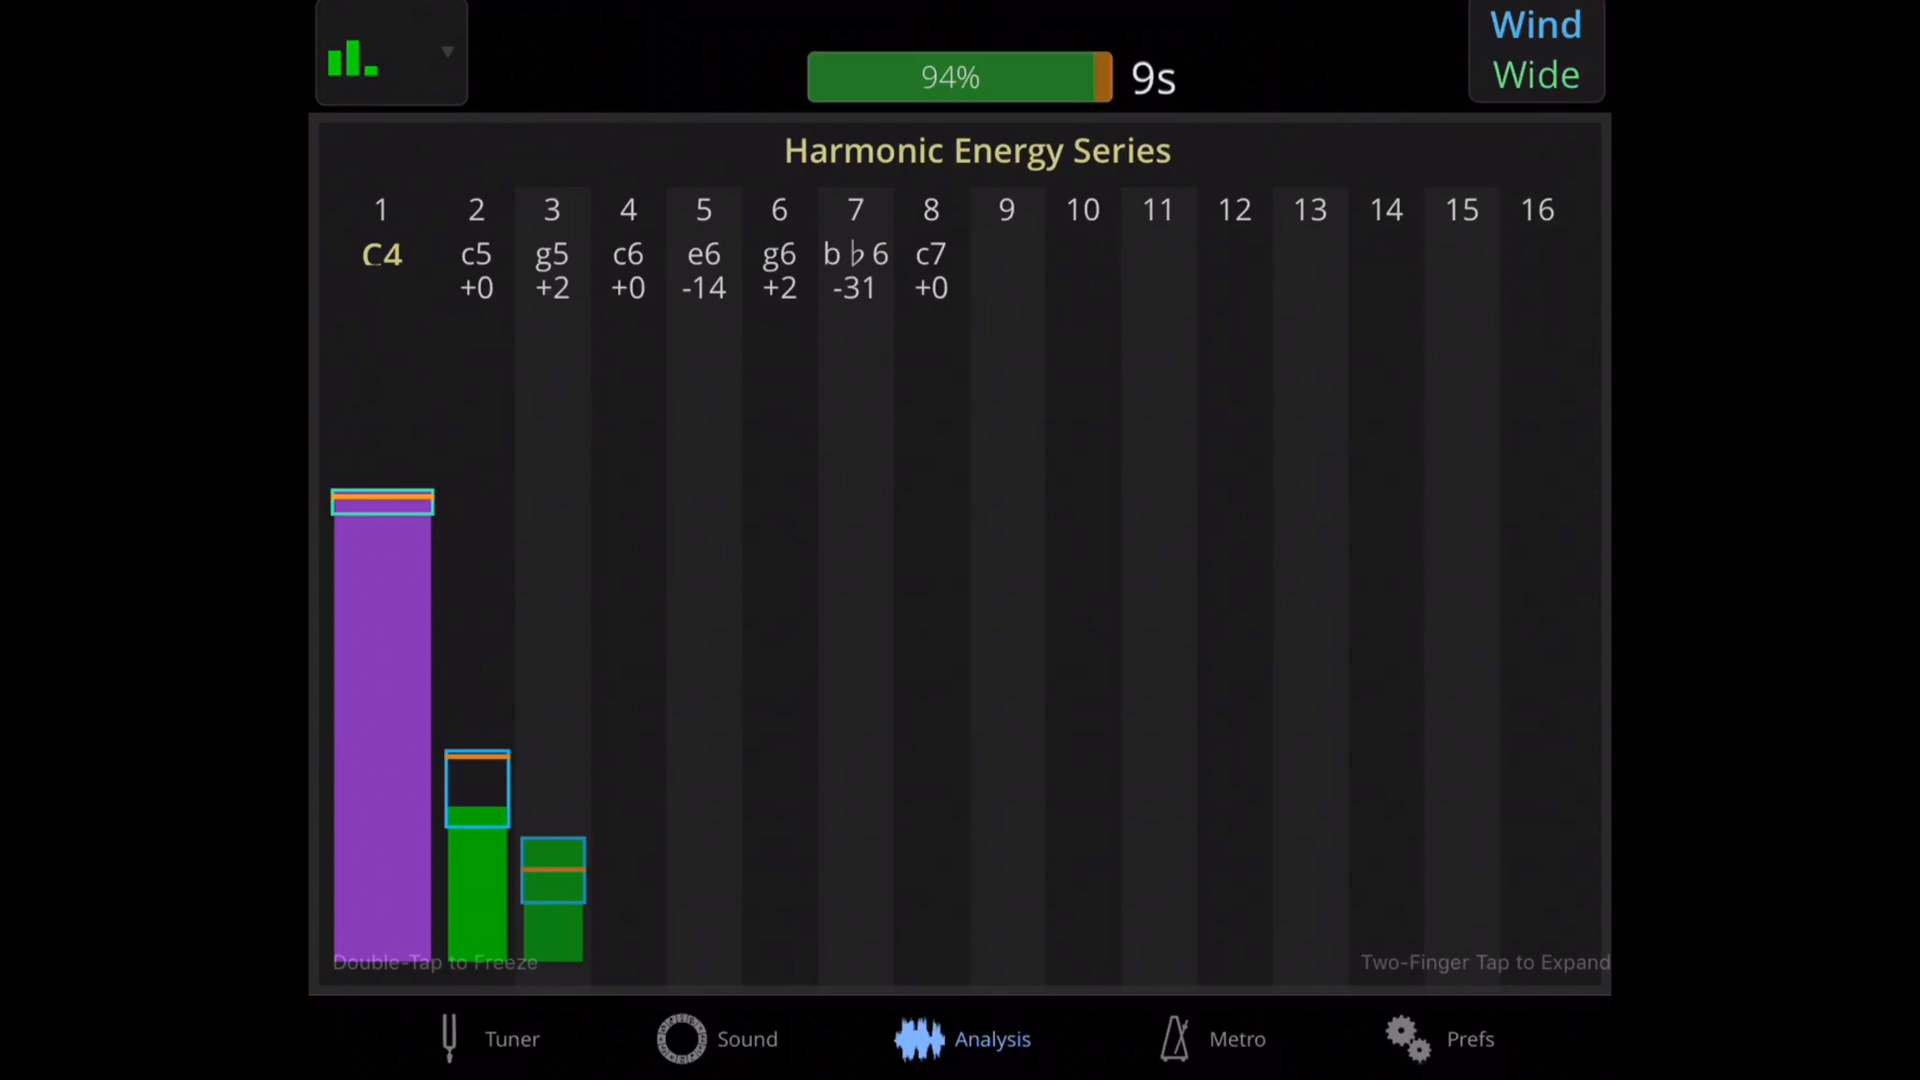 94% 9s
Wind
Wide
Harmonic Energy Series
1 2 3 4 5 6 7 8 9 10 11 12 13 14 15 16
C4 c5 g5 c6 e6 g6 b♭6 c7
+0 +2 +0 -14 +2 -31 +0
Double-Tap to Freeze Two-Finger Tap to Expand
Tuner Sound Analysis Metro Prefs